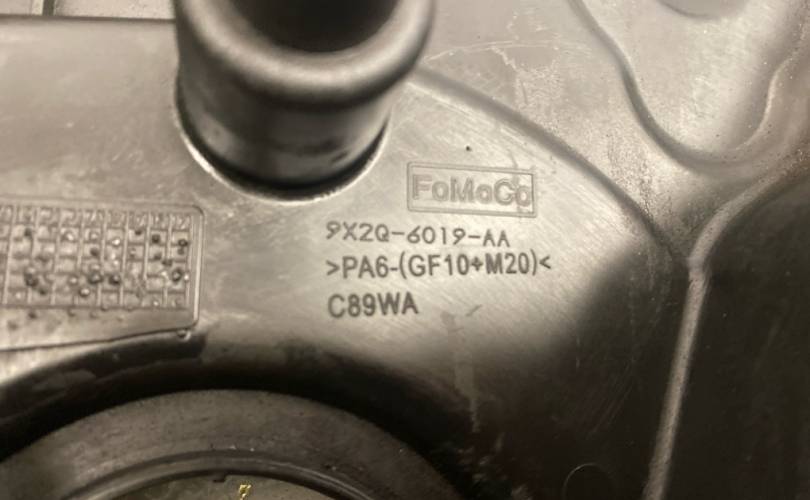 FoMoCo
9X2Q-6019-AA
>PA6-(GF10+M20)<
C89WA